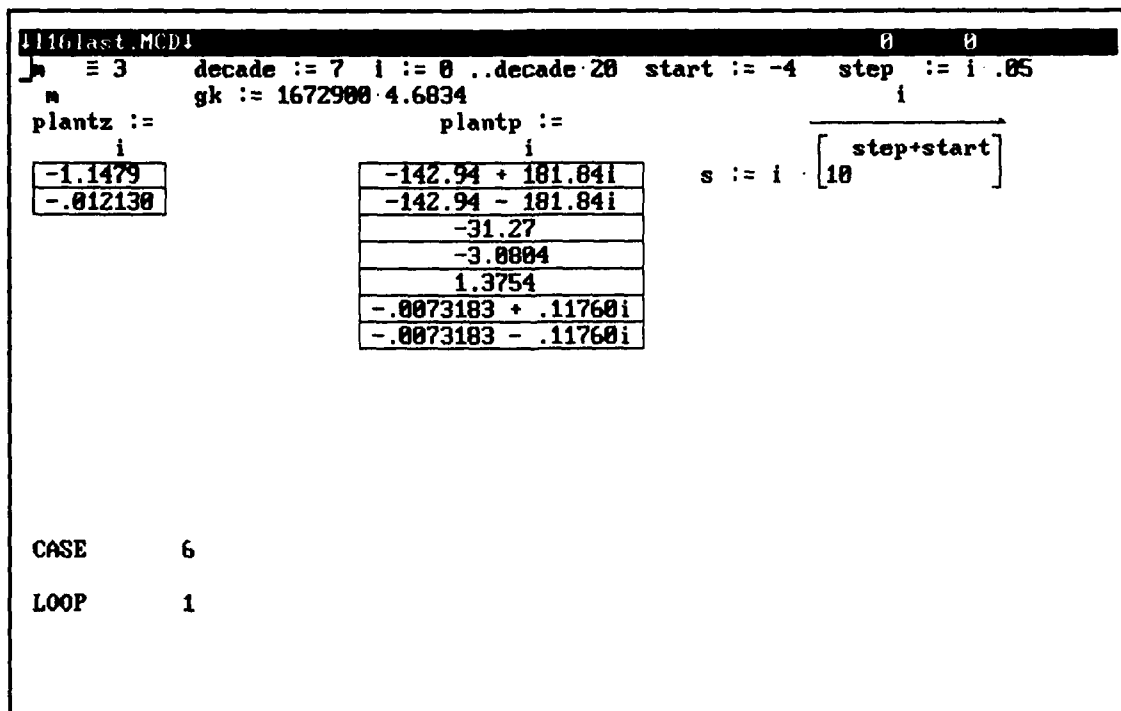 ↓l16last.MCD↓ 0 0
m ≡ 3 decade := 7 i := 0 ..decade·20 start := -4 step := i·.05
m gk := 1672900·4.6834 i
plantz := plantp :=
i i step+start
-1.1479 -142.94 + 181.84i s := i · [10 ]
-.012130 -142.94 - 181.84i
-31.27
-3.0804
1.3754
-.0073183 + .11760i
-.0073183 - .11760i
CASE 6
LOOP 1